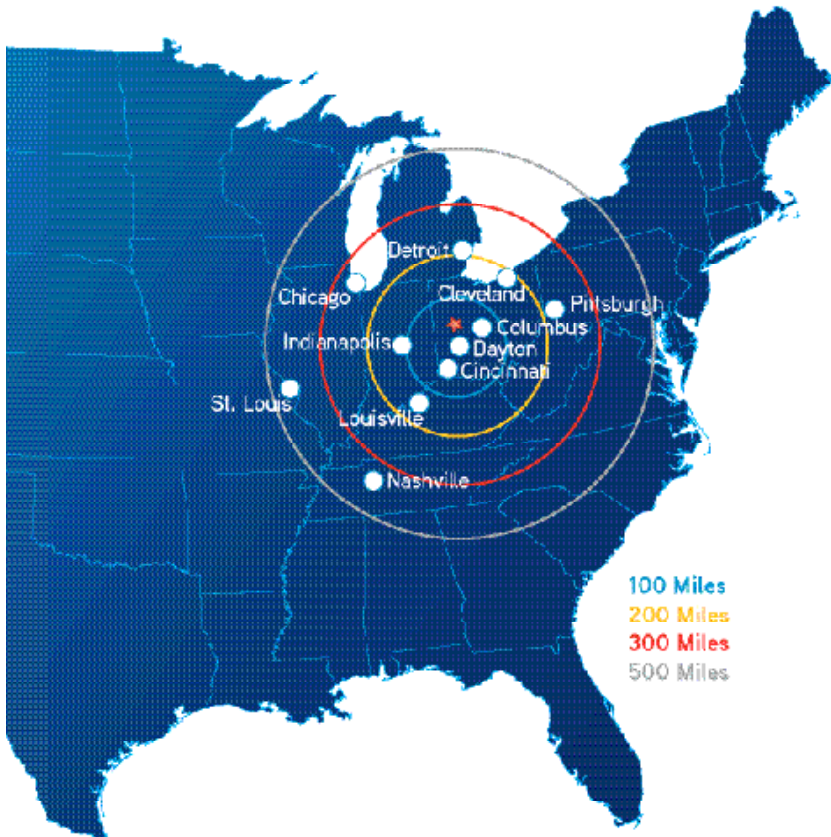 Detroit
Chicago
Cleveland
Pittsburgh
Columbus
Indianapolis
Dayton
Cincinnati
St. Louis
Louisville
Nashville
100 Miles
200 Miles
300 Miles
500 Miles